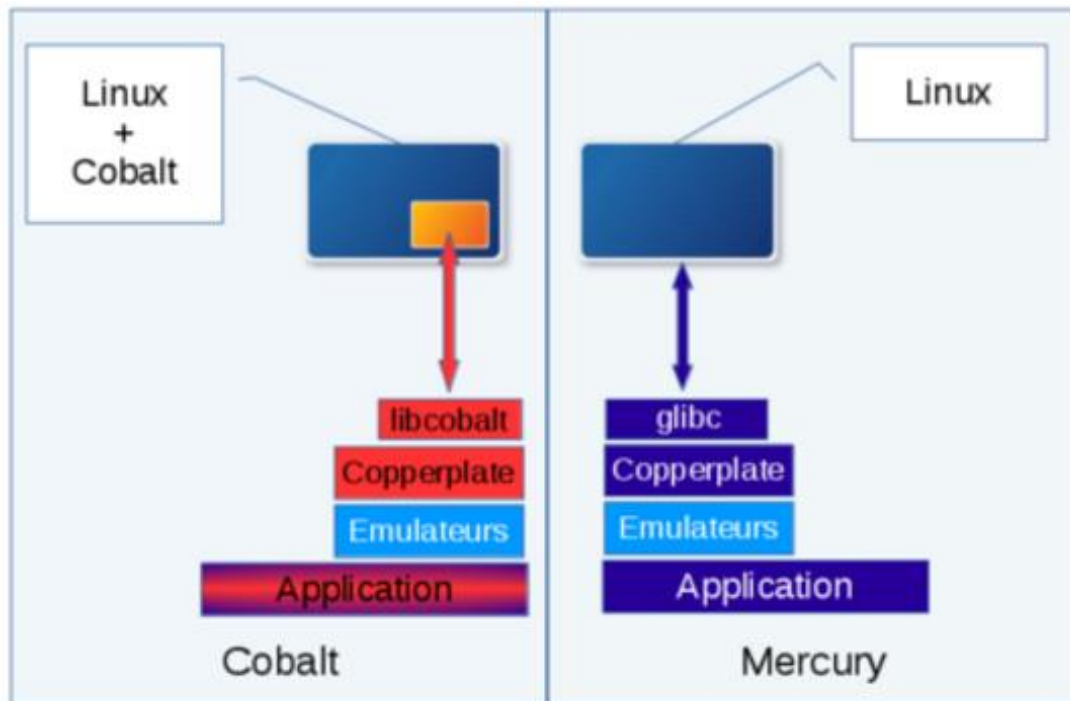 Linux
+
Cobalt
libcobalt
Copperplate
Emulateurs
Application
Cobalt
Linux
glibc
Copperplate
Emulateurs
Application
Mercury